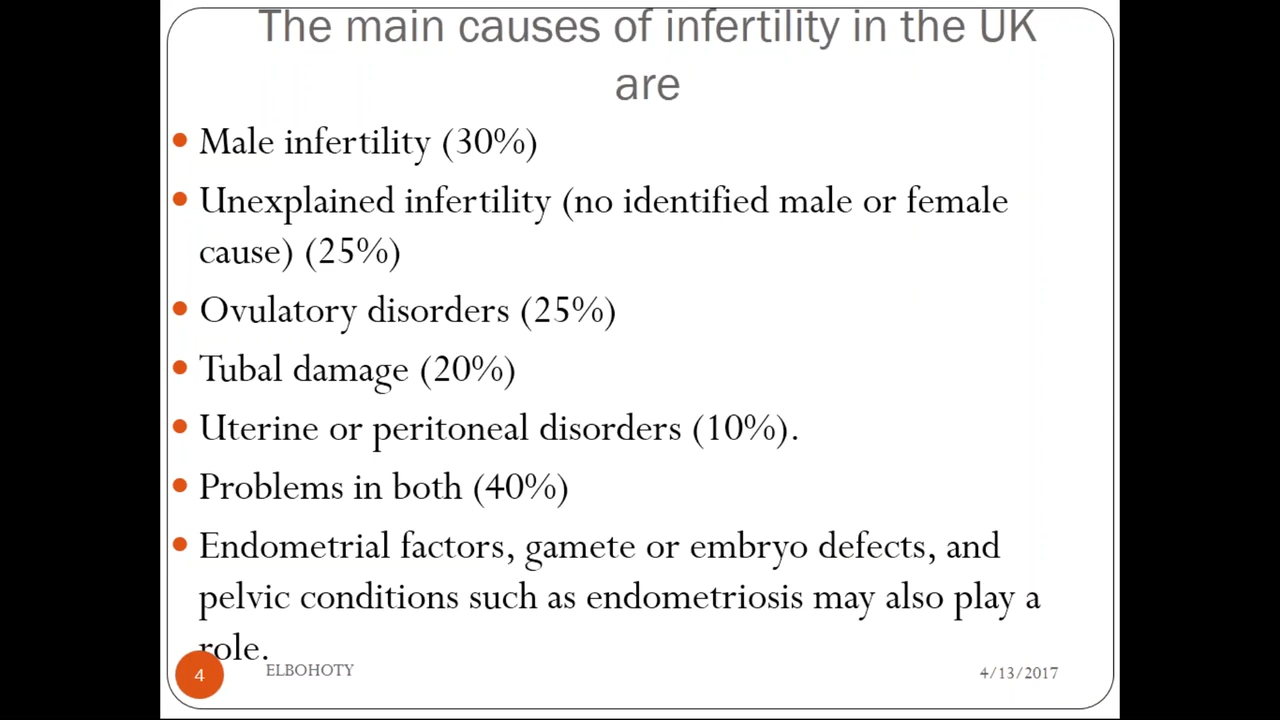 The main causes of infertility in the UK
are
• Male infertility (30%)
• Unexplained infertility (no identified male or female
cause) (25%)
• Ovulatory disorders (25%)
• Tubal damage (20%)
• Uterine or peritoneal disorders (10%).
• Problems in both (40%)
• Endometrial factors, gamete or embryo defects, and
pelvic conditions such as endometriosis may also play a
role.
4 ELBOHOTY 4/13/2017